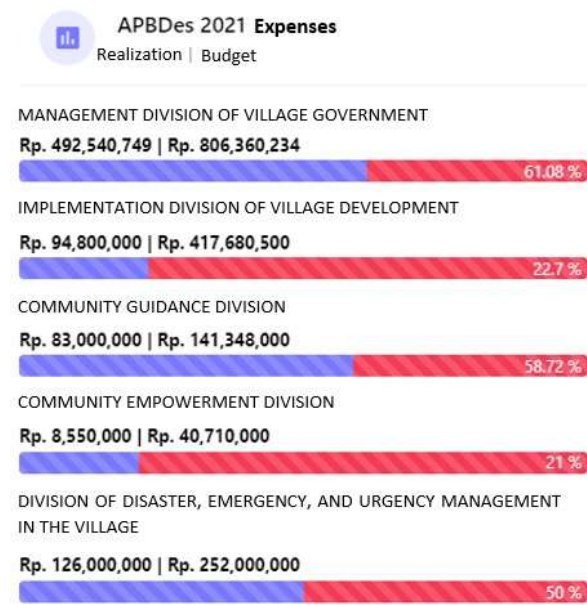 APBDes 2021 Expenses
Realization | Budget
MANAGEMENT DIVISION OF VILLAGE GOVERNMENT
Rp. 492,540,749 | Rp. 806,360,234
61.08 %
IMPLEMENTATION DIVISION OF VILLAGE DEVELOPMENT
Rp. 94,800,000 | Rp. 417,680,500
22.7 %
COMMUNITY GUIDANCE DIVISION
Rp. 83,000,000 | Rp. 141,348,000
58.72 %
COMMUNITY EMPOWERMENT DIVISION
Rp. 8,550,000 | Rp. 40,710,000
21 %
DIVISION OF DISASTER, EMERGENCY, AND URGENCY MANAGEMENT
IN THE VILLAGE
Rp. 126,000,000 | Rp. 252,000,000
50 %